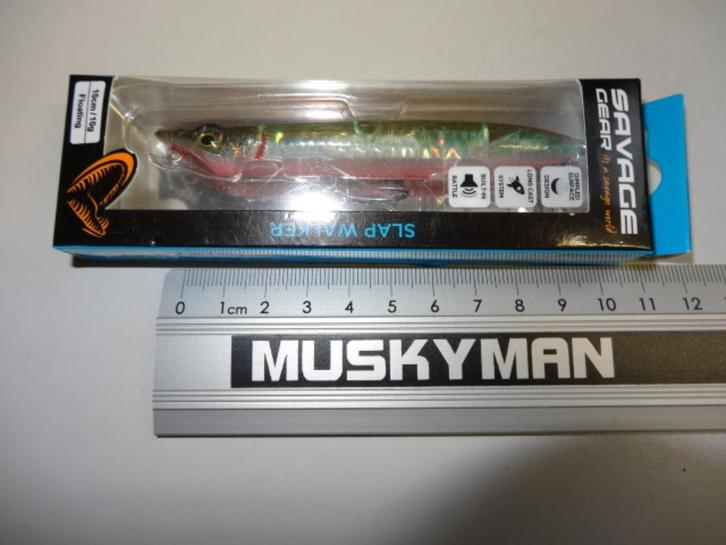 10cm / 10g
Floating
SAVAGE
GEAR
it's a savage world
DIMPLED
SURFACE
DESIGN
LONG CAST
SYSTEM
BUILT-IN
RATTLE
SLAP WALKER
0 1cm 2 3 4 5 6 7 8 9 10 11 12
MUSKYMAN